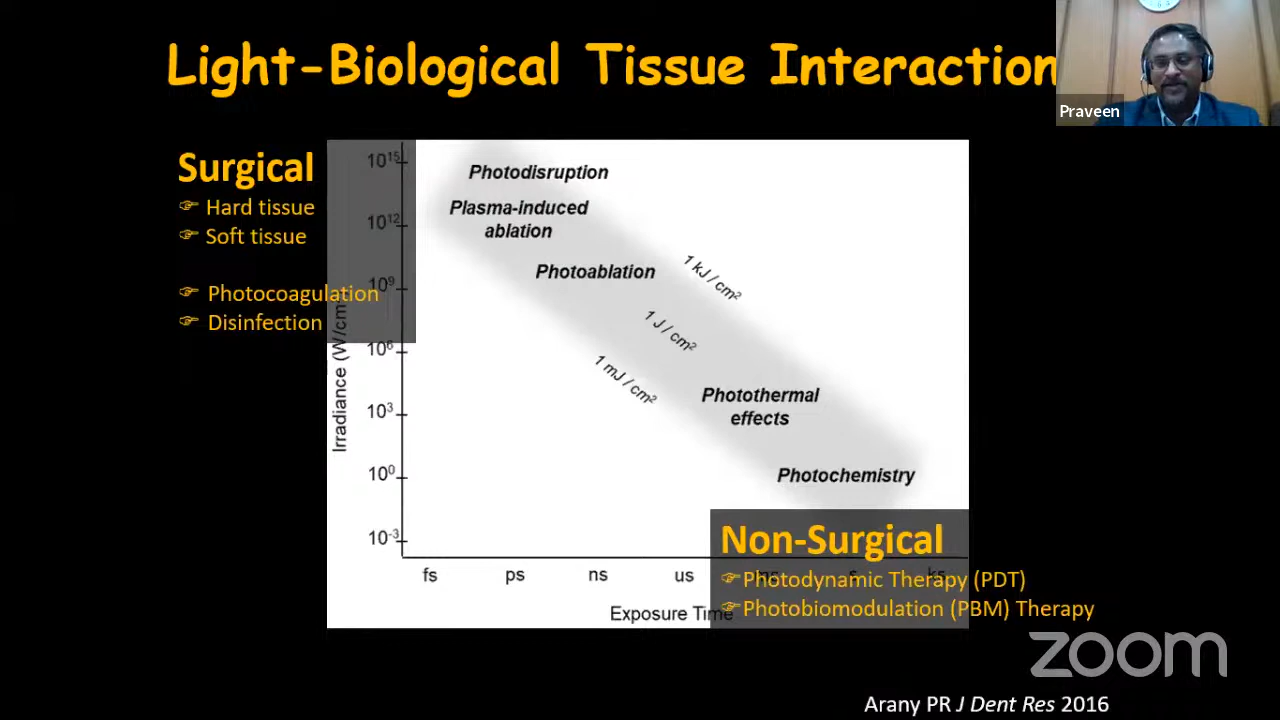 Light-Biological Tissue Interaction
Praveen
Surgical
Hard tissue
Soft tissue
Photocoagulation
Disinfection
Irradiance (W/cm
10¹⁵
10¹²
10⁹
10⁶
10³
10⁰
10⁻³
Photodisruption
Plasma-induced
ablation
Photoablation
1 kJ / cm²
1 J / cm²
1 mJ / cm²
Photothermal
effects
Photochemistry
fs ps ns us ms s ks
Exposure Time
Non-Surgical
Photodynamic Therapy (PDT)
Photobiomodulation (PBM) Therapy
zoom
Arany PR J Dent Res 2016